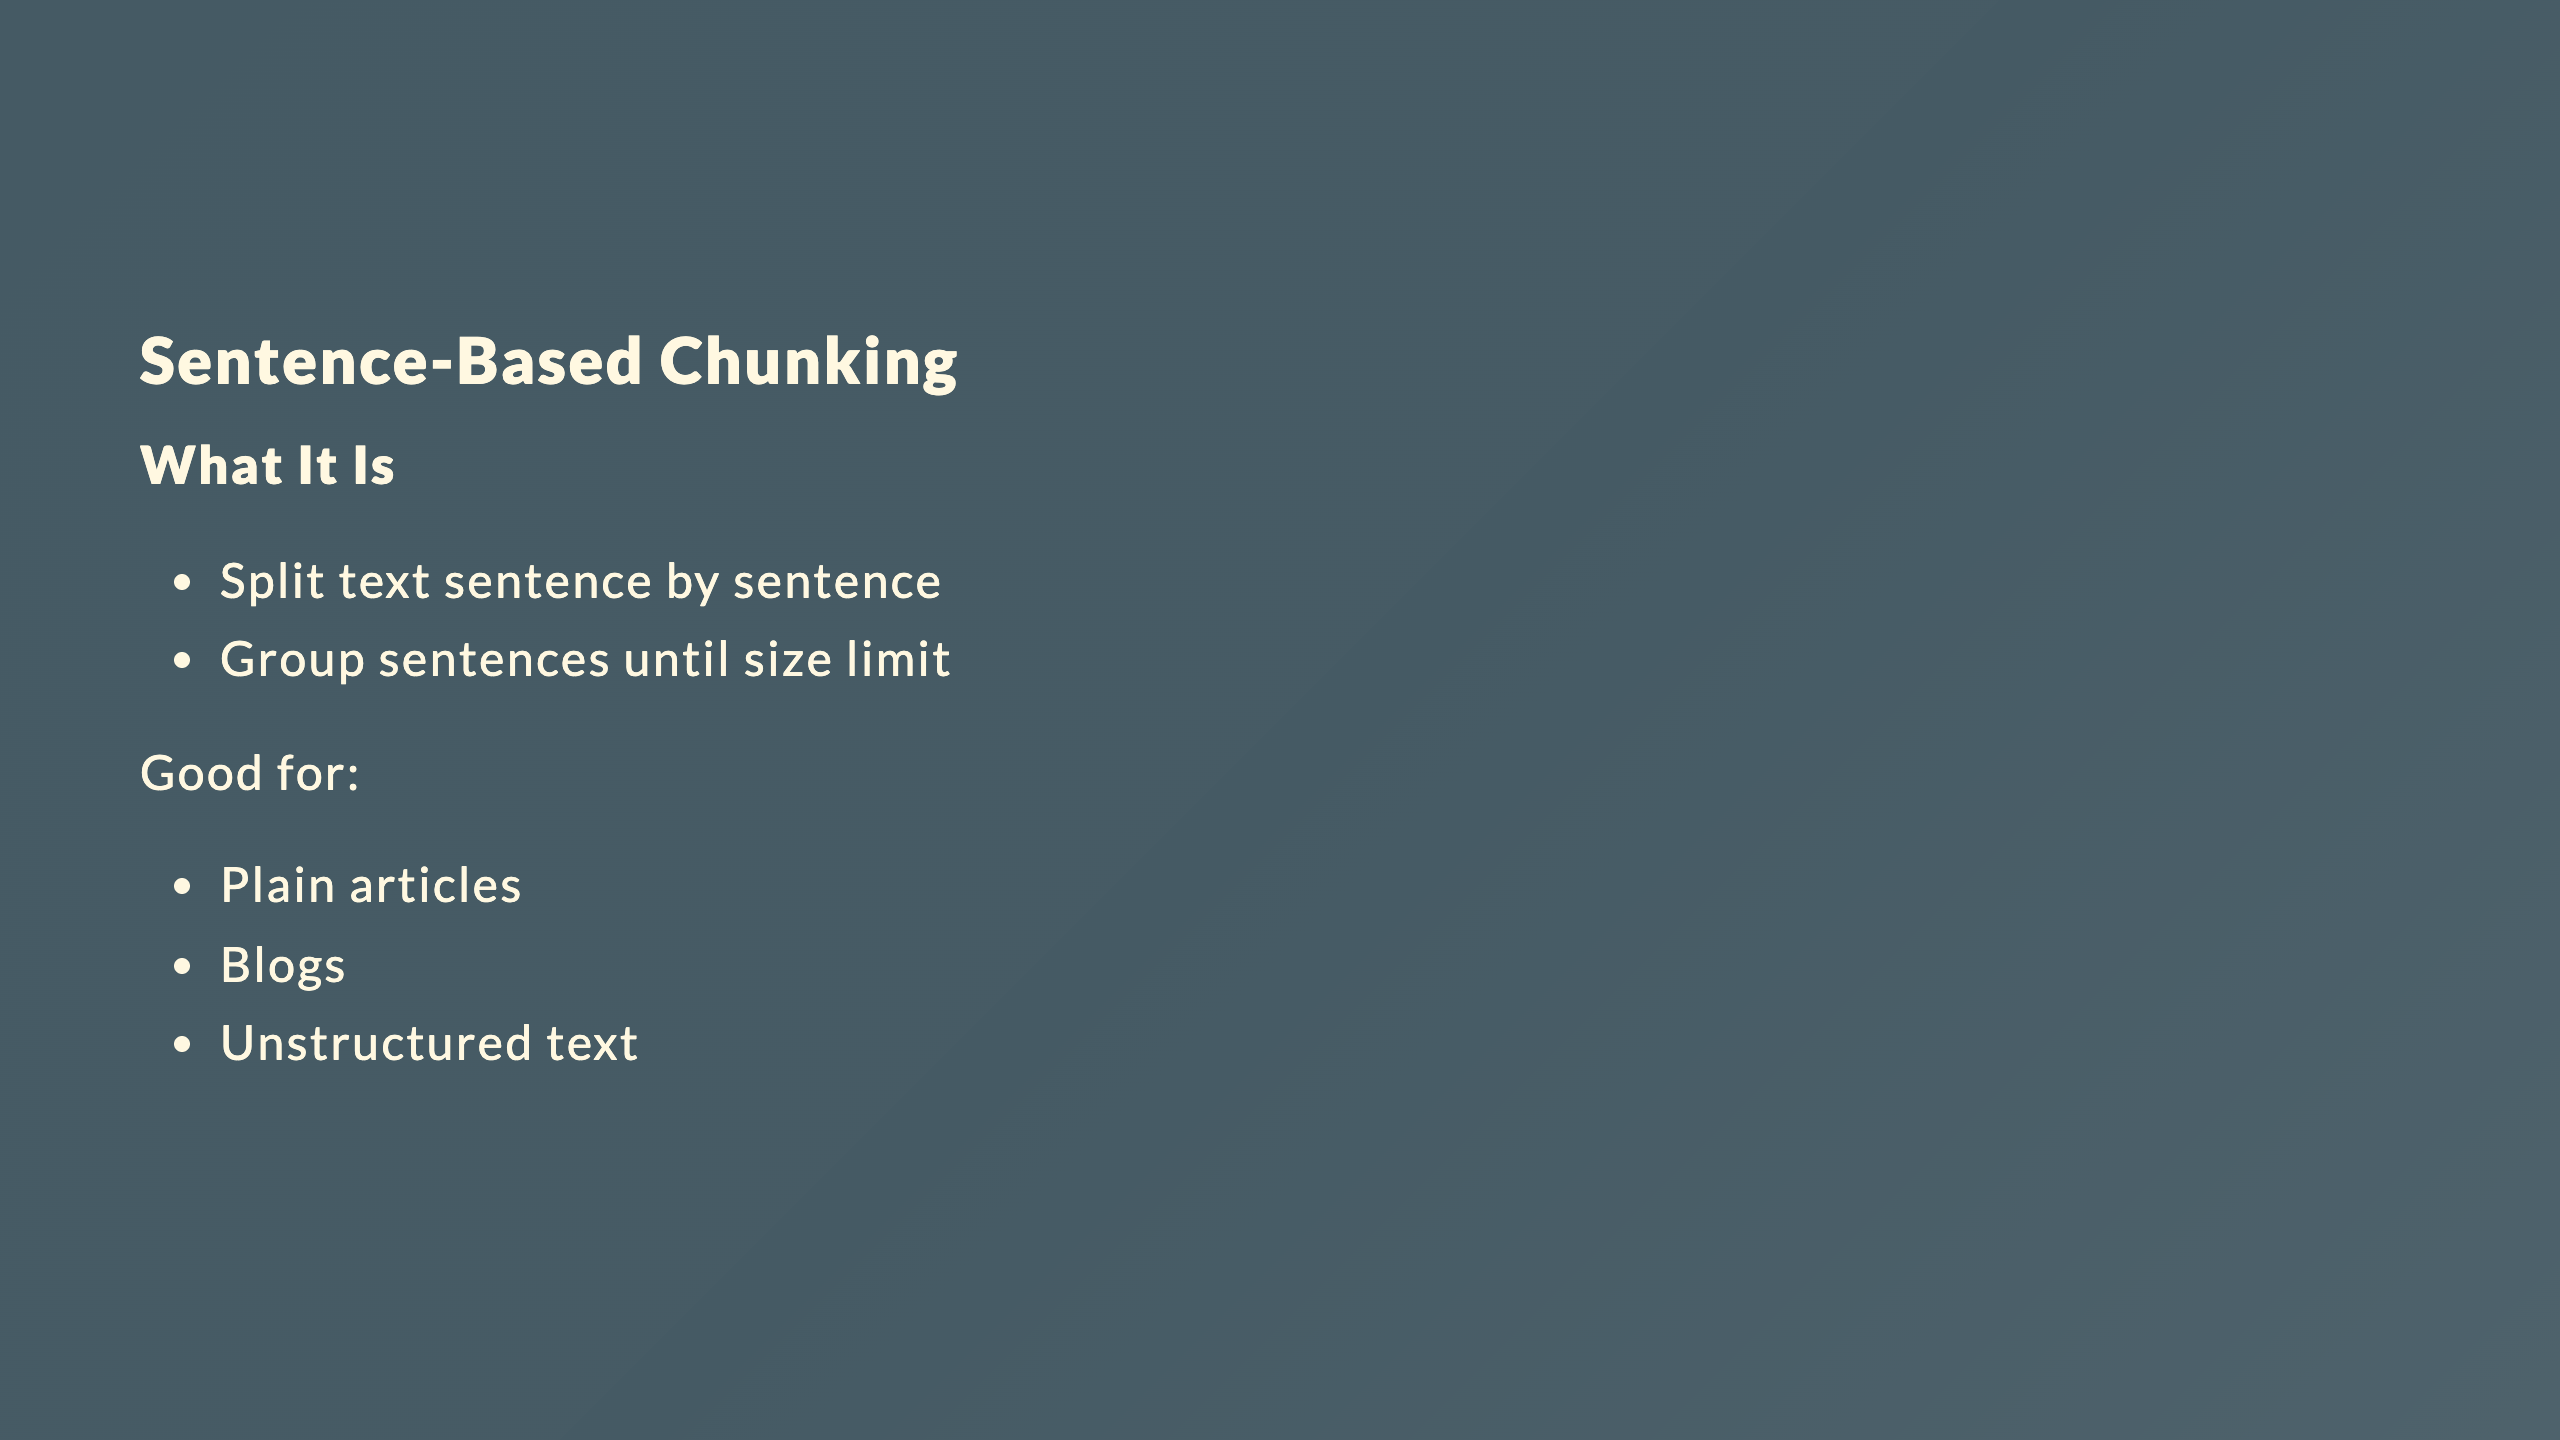 Sentence-Based Chunking
What It Is
Split text sentence by sentence
Group sentences until size limit
Good for:
Plain articles
Blogs
Unstructured text